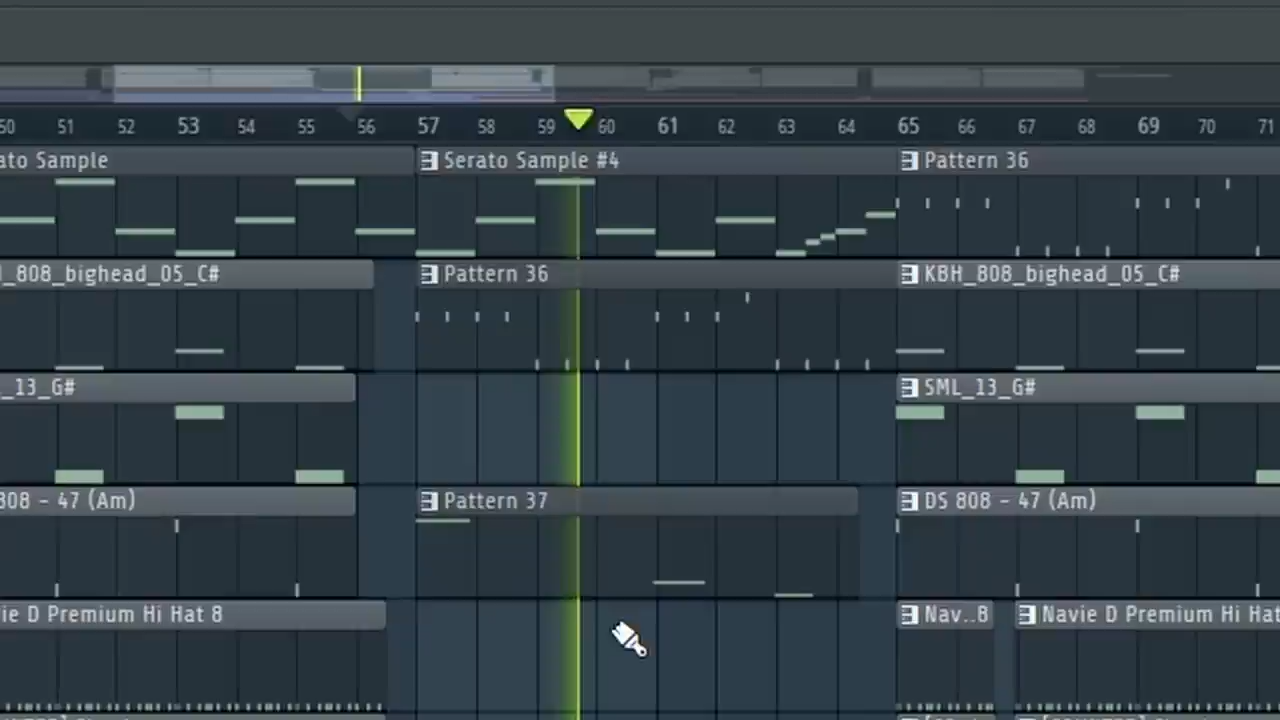 50 51 52 53 54 55 56 57 58 59 60 61 62 63 64 65 66 67 68 69 70 71
ato Sample Serato Sample #4 Pattern 36
_808_bighead_05_C# Pattern 36 KBH_808_bighead_05_C#
_13_G# SML_13_G#
808 - 47 (Am) Pattern 37 DS 808 - 47 (Am)
ie D Premium Hi Hat 8 Nav..8 Navie D Premium Hi Hat